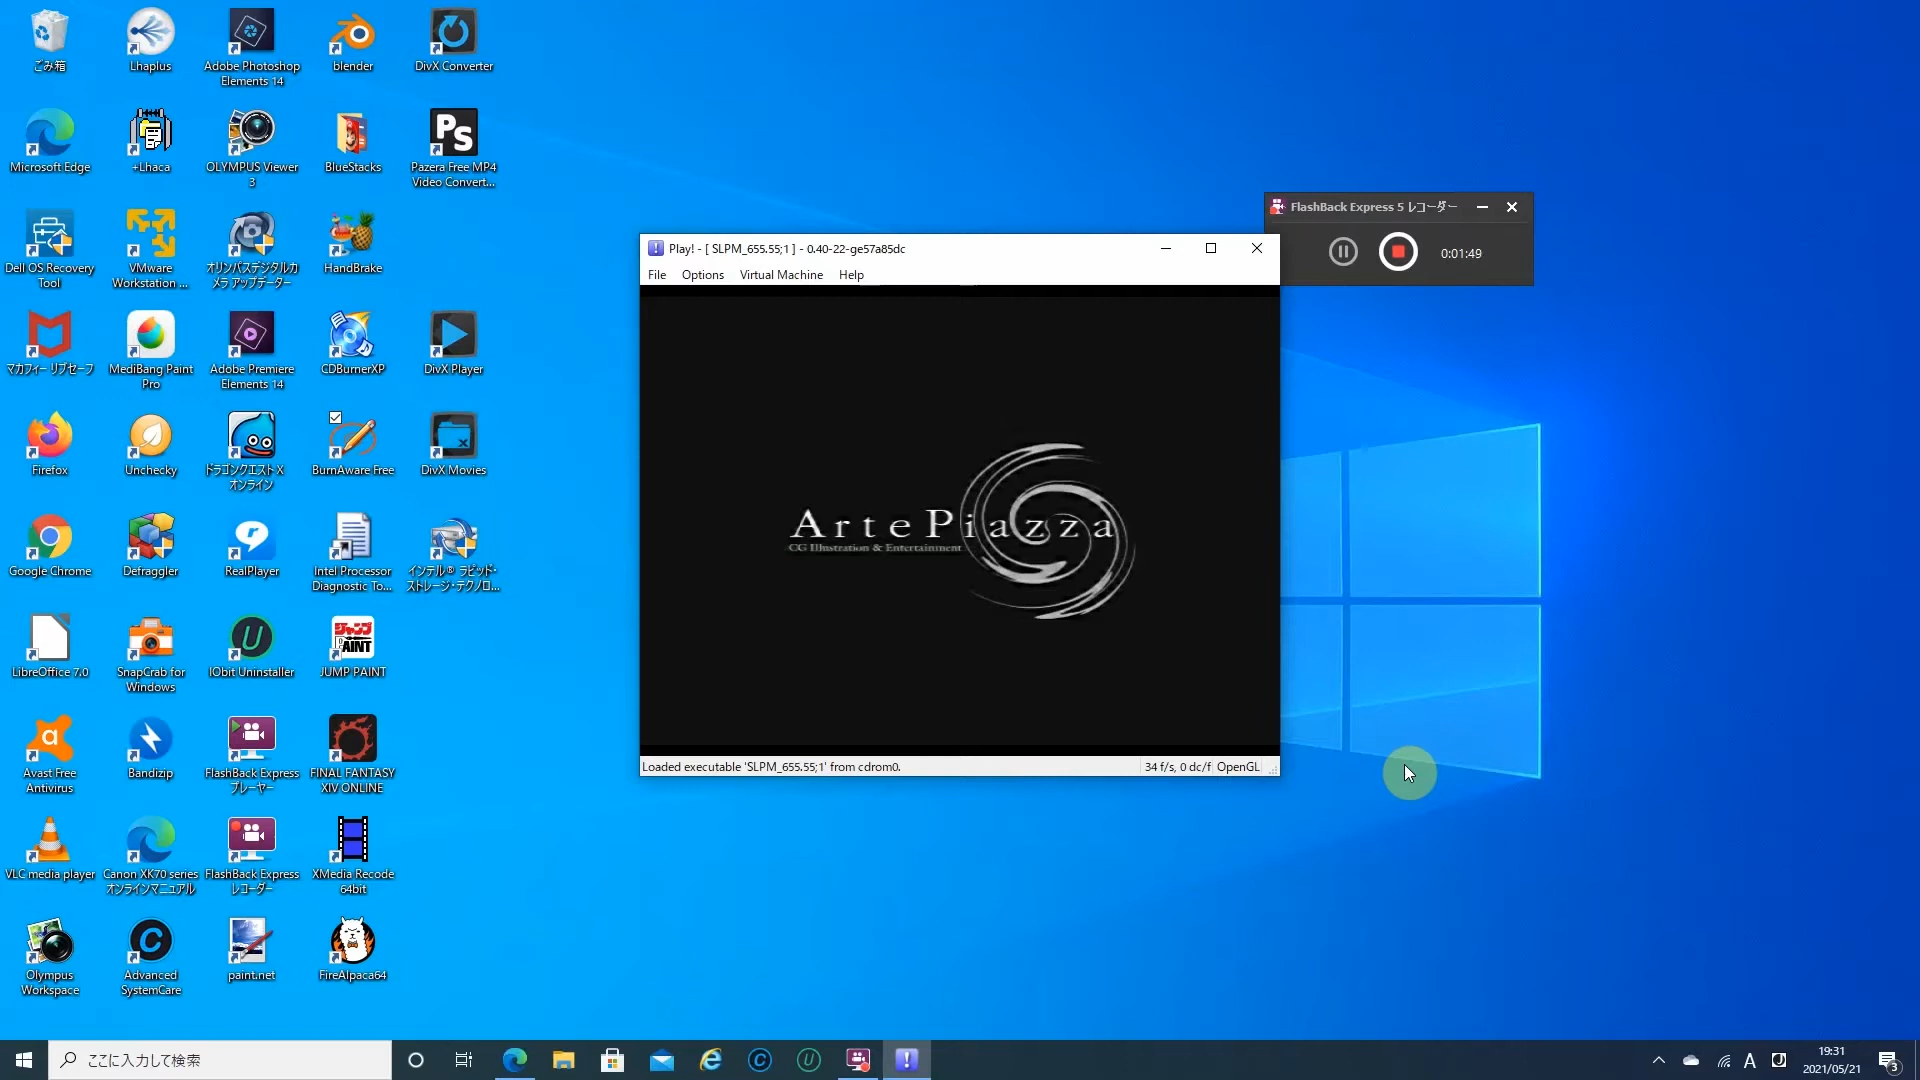 ごみ箱
Lhaplus
Adobe Photoshop
Elements 14
blender
DivX Converter
Microsoft Edge
+Lhaca
OLYMPUS Viewer
3
BlueStacks
Ps
Pazera Free MP4
Video Convert...
Dell OS Recovery
Tool
VMware
Workstation ...
オリンパスデジタルカ
メラ アップデーター
HandBrake
マカフィー リブセーフ
MediBang Paint
Pro
Adobe Premiere
Elements 14
CDBurnerXP
DivX Player
Firefox
Unchecky
ドラゴンクエストX
オンライン
BurnAware Free
DivX Movies
Google Chrome
Defraggler
RealPlayer
Intel Processor
Diagnostic To...
インテル® ラピッド・
ストレージ・テクノロ...
LibreOffice 7.0
SnapCrab for
Windows
IObit Uninstaller
ジャンプ
PAINT
JUMP PAINT
Avast Free
Antivirus
Bandizip
FlashBack Express
プレーヤー
FINAL FANTASY
XIV ONLINE
VLC media player
Canon XK70 series
オンラインマニュアル
FlashBack Express
レコーダー
XMedia Recode
64bit
Olympus
Workspace
Advanced
SystemCare
paint.net
FireAlpaca64
FlashBack Express 5 レコーダー
0:01:49
Play! - [ SLPM_655.55;1 ] - 0.40-22-ge57a85dc
File Options Virtual Machine Help
ArtePiazza
CG Illustration & Entertainment
Loaded executable 'SLPM_655.55;1' from cdrom0.
34 f/s, 0 dc/f OpenGL
ここに入力して検索
A
19:31
2021/05/21
3